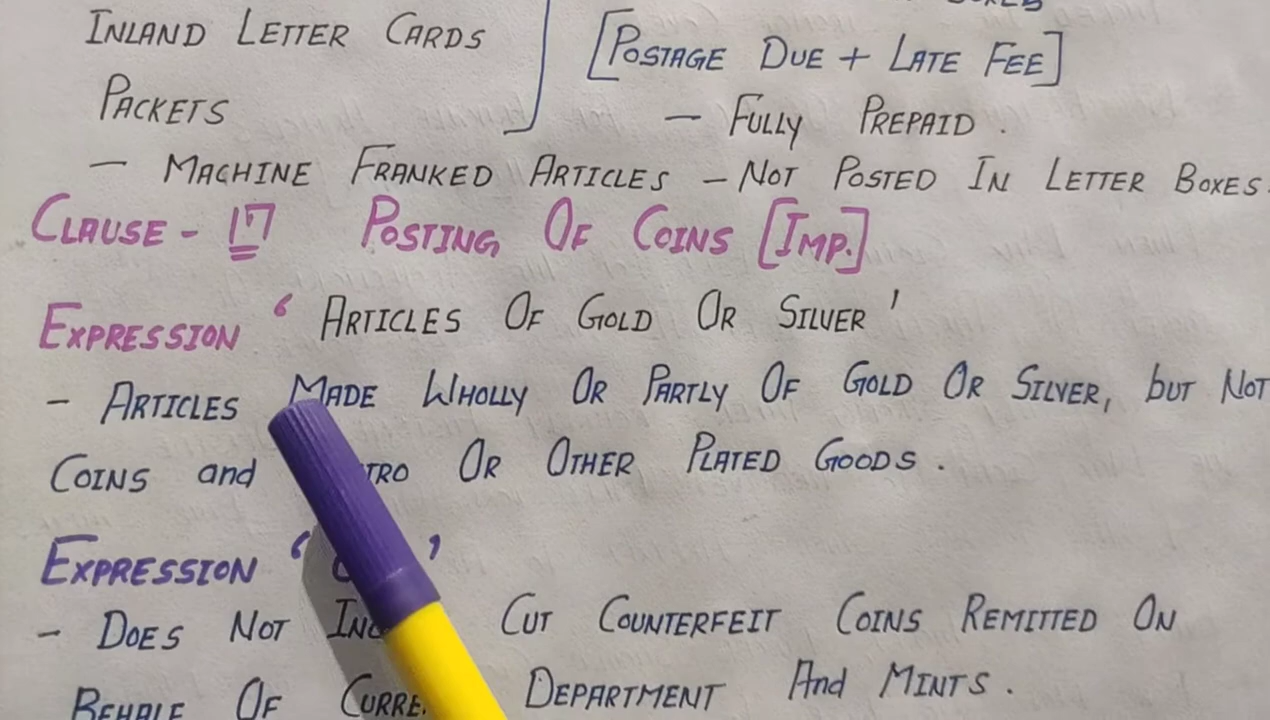 INLAND LETTER CARDS
[POSTAGE DUE + LATE FEE]
PACKETS
— FULLY PREPAID.
— MACHINE FRANKED ARTICLES — NOT POSTED IN LETTER BOXES.
CLAUSE - 17 POSTING OF COINS [IMP.]
EXPRESSION ' ARTICLES OF GOLD OR SILVER '
- ARTICLES MADE WHOLLY OR PARTLY OF GOLD OR SILVER, but NOT
COINS and OR OTHER PLATED GOODS.
EXPRESSION ' '
- DOES NOT CUT COUNTERFEIT COINS REMITTED ON
BEHALF OF DEPARTMENT And MINTS.